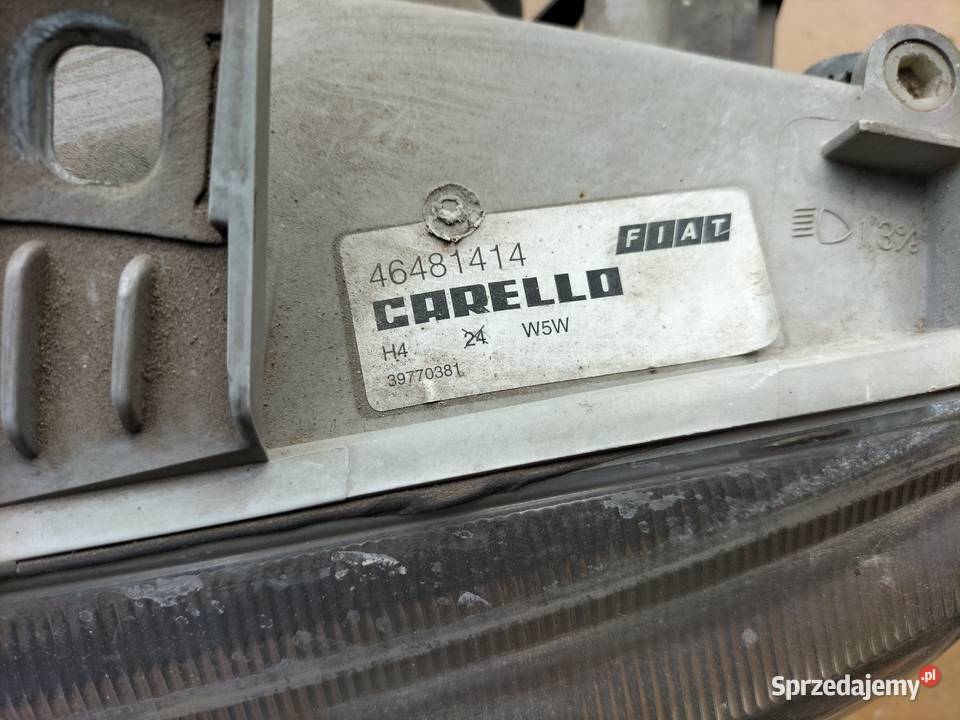 FIAT
46481414
CARELLO
H4 24 W5W
39770381
1,3%
Sprzedajemy.pl